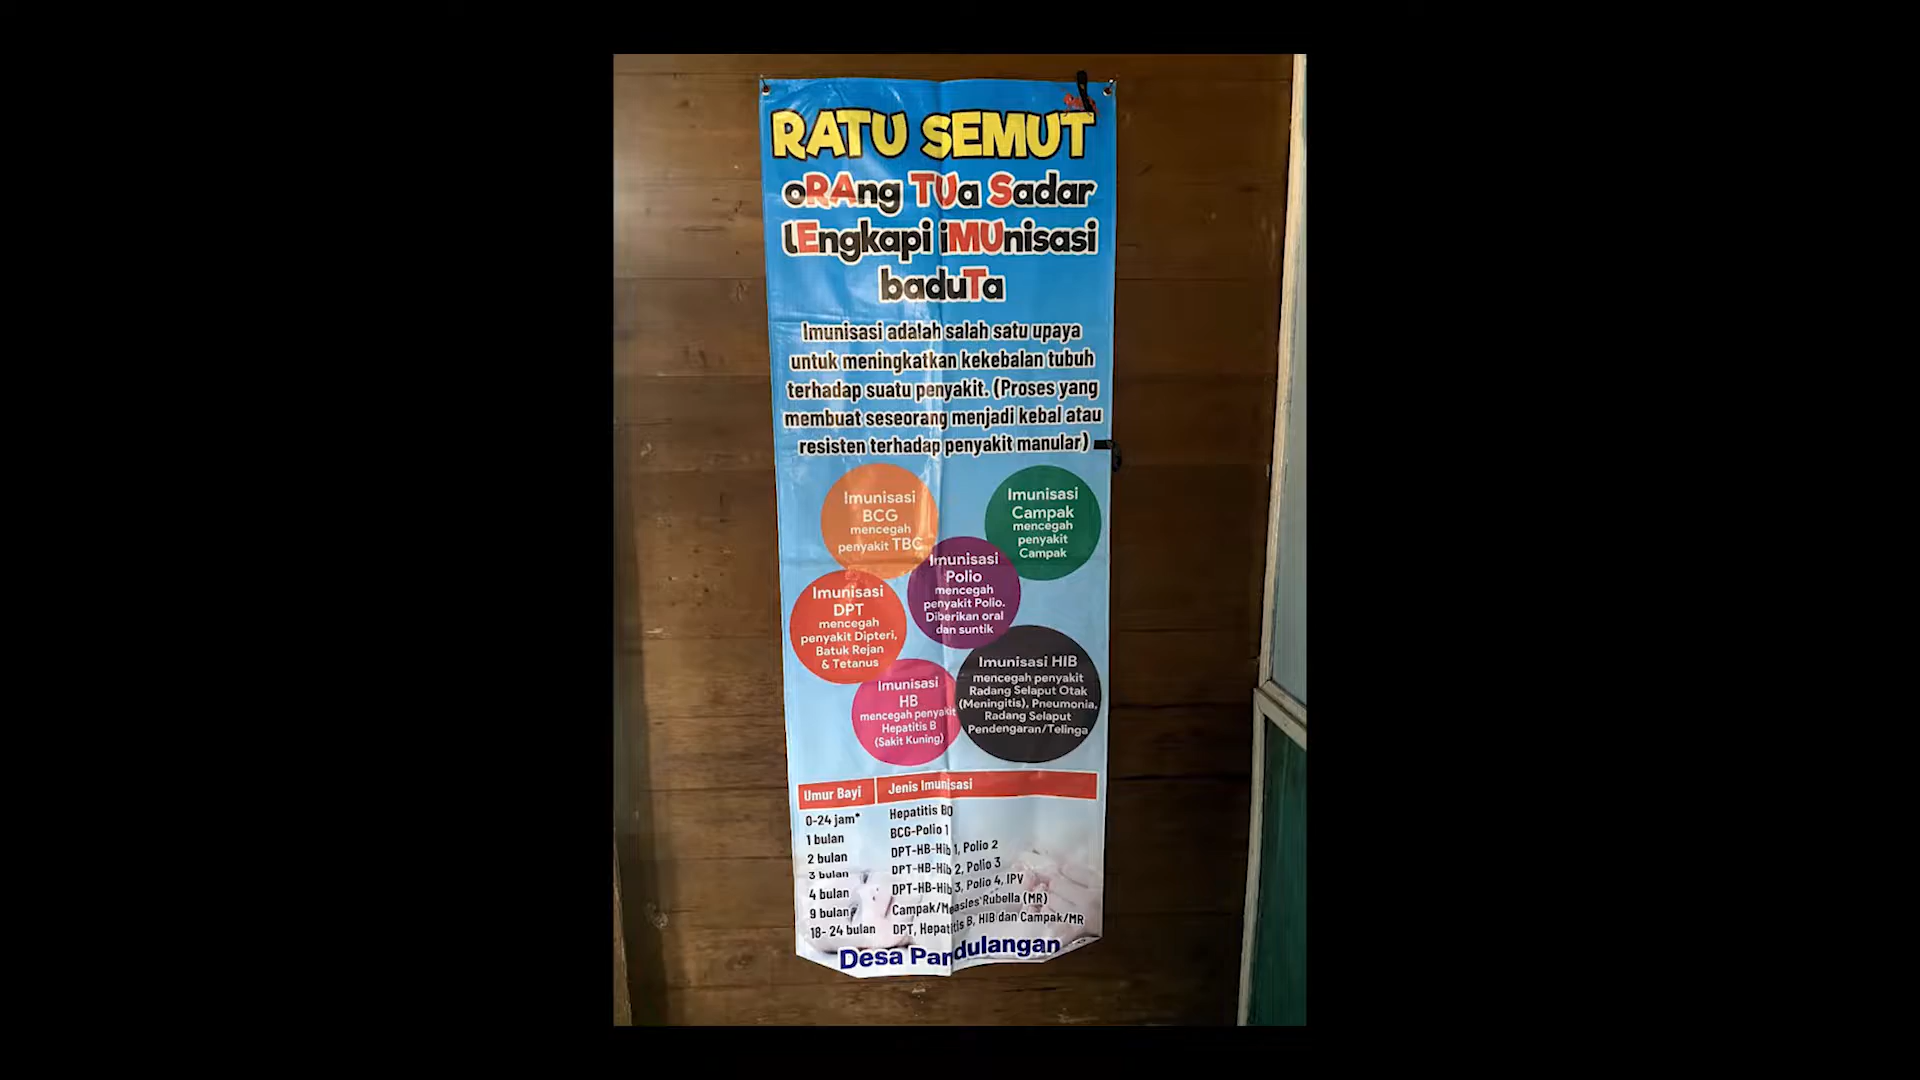 RATU SEMUT
oRAng TUa Sadar
lEngkapi iMUnisasi
baduTa
Imunisasi adalah salah satu upaya
untuk meningkatkan kekebalan tubuh
terhadap suatu penyakit. (Proses yang
membuat seseorang menjadi kebal atau
resisten terhadap penyakit manular)
Imunisasi
BCG
mencegah
penyakit TBC
Imunisasi
Campak
mencegah
penyakit
Campak
Imunisasi
Polio
mencegah
penyakit Polio.
Diberikan oral
dan suntik
Imunisasi
DPT
mencegah
penyakit Dipteri,
Batuk Rejan
& Tetanus
Imunisasi HIB
mencegah penyakit
Radang Selaput Otak
(Meningitis), Pneumonia,
Radang Selaput
Pendengaran/Telinga
Imunisasi
HB
mencegah penyakit
Hepatitis B
(Sakit Kuning)
Umur Bayi Jenis Imunisasi
0-24 jam* Hepatitis B0
1 bulan BCG-Polio 1
2 bulan DPT-HB-Hib 1, Polio 2
3 bulan DPT-HB-Hib 2, Polio 3
4 bulan DPT-HB-Hib 3, Polio 4, IPV
9 bulan Campak/Measles Rubella (MR)
18- 24 bulan DPT, Hepatitis B, HIB dan Campak/MR
Desa Pandulangan